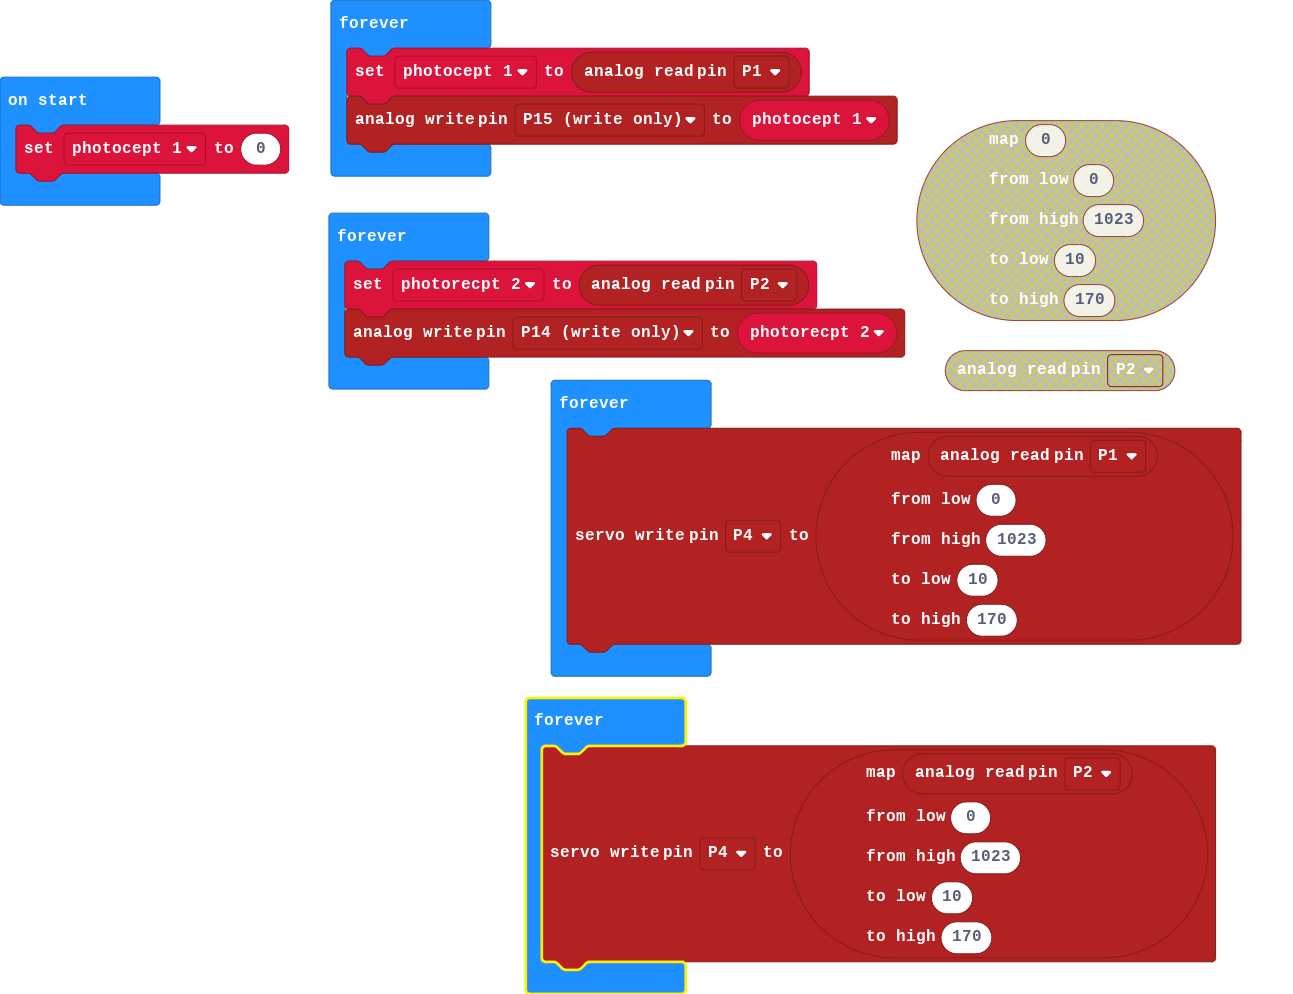 on start
set photocept 1 to 0
forever
set photocept 1 to analog read pin P1
analog write pin P15 (write only) to photocept 1
forever
set photorecpt 2 to analog read pin P2
analog write pin P14 (write only) to photorecpt 2
map 0
from low 0
from high 1023
to low 10
to high 170
analog read pin P2
forever
servo write pin P4 to
map analog read pin P1
from low 0
from high 1023
to low 10
to high 170
forever
servo write pin P4 to
map analog read pin P2
from low 0
from high 1023
to low 10
to high 170